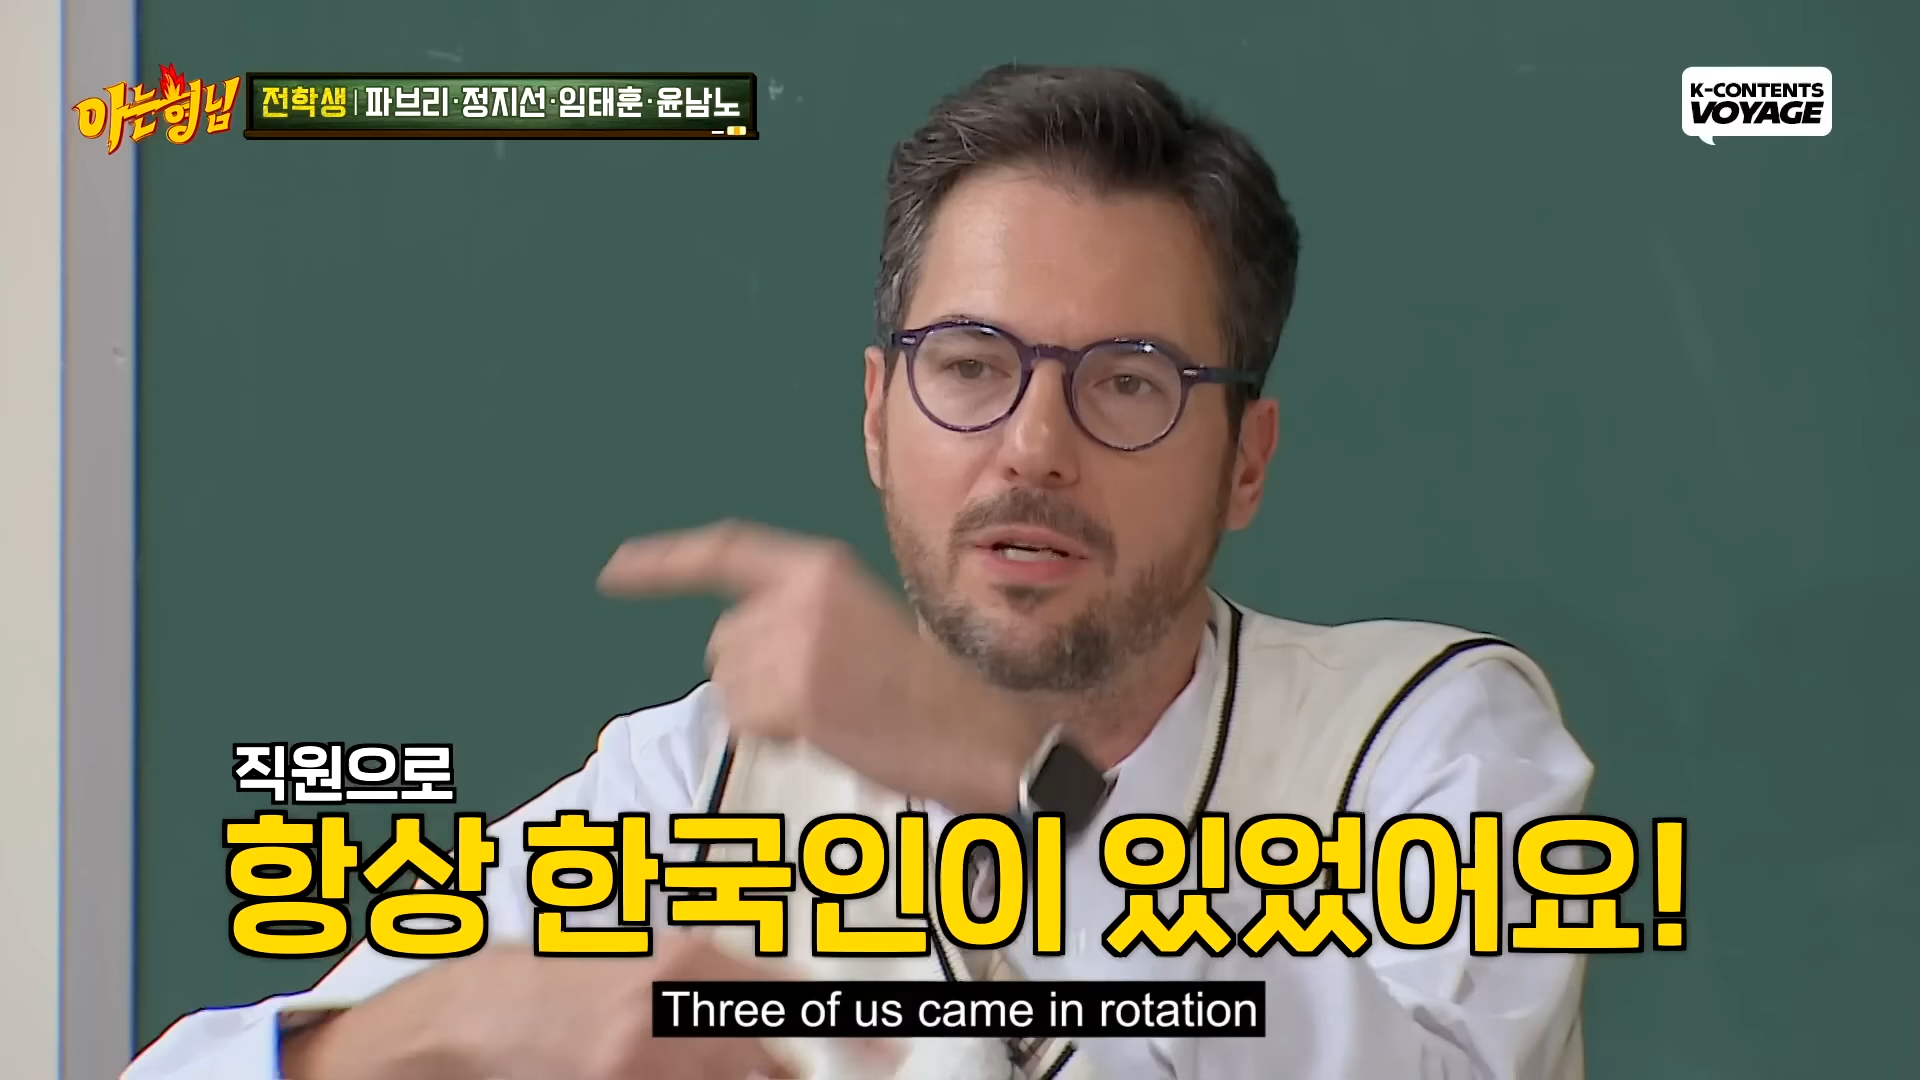 아는형님
전학생 | 파브리·정지선·임태훈·윤남노
K-CONTENTS
VOYAGE
직원으로
항상 한국인이 있었어요!
Three of us came in rotation